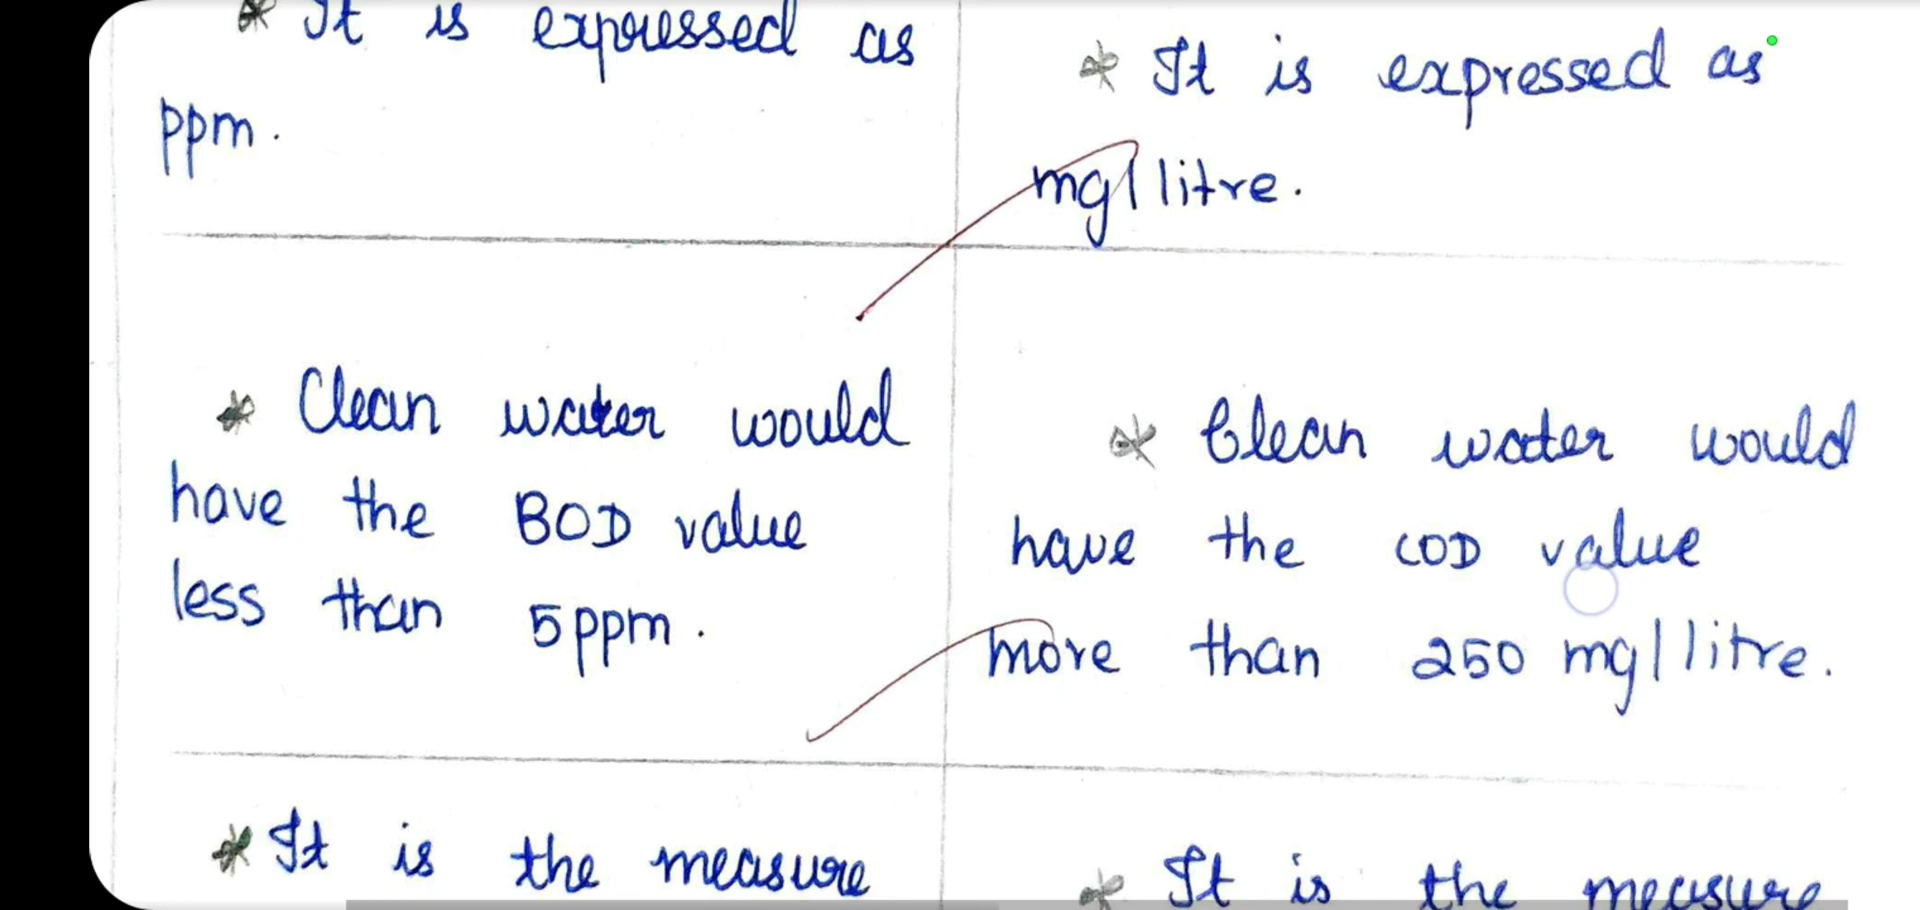 * It is expressed as
ppm.
* It is expressed as
mg/litre.
* Clean water would
have the BOD value
less than 5ppm.
* Clean water would
have the COD value
more than 250 mg/litre.
* It is the measure
* It is the measure